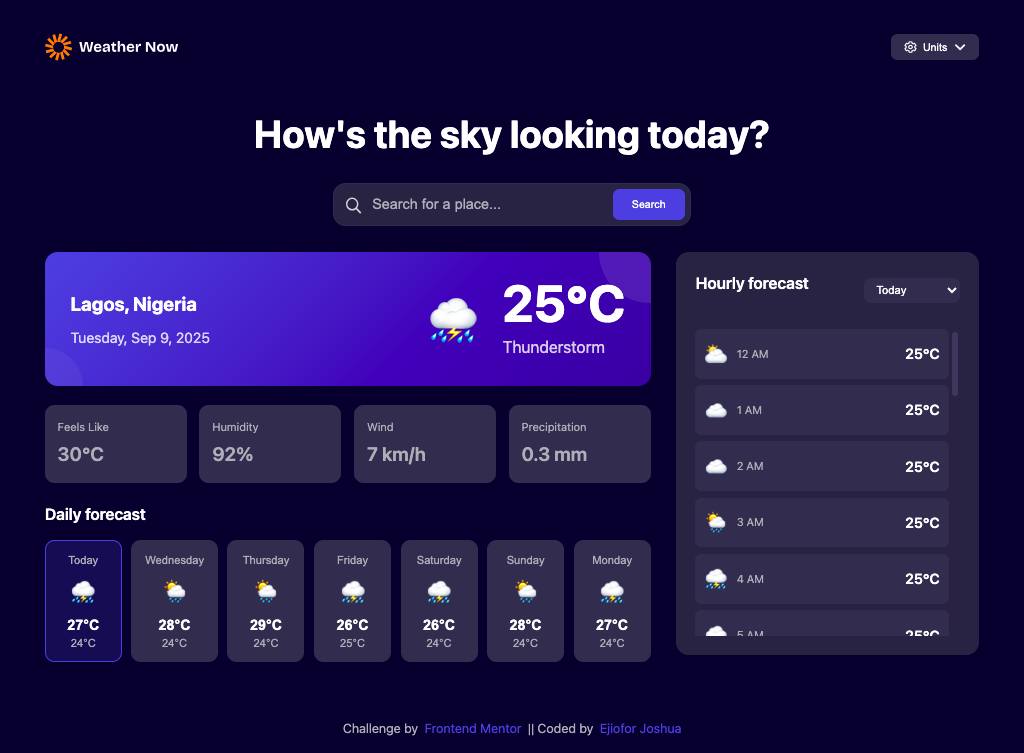 Weather Now
Units
How's the sky looking today?
Search for a place...
Search
Lagos, Nigeria
Tuesday, Sep 9, 2025
25°C
Thunderstorm
Feels Like
30°C
Humidity
92%
Wind
7 km/h
Precipitation
0.3 mm
Daily forecast
Today
27°C
24°C
Wednesday
28°C
24°C
Thursday
29°C
24°C
Friday
26°C
25°C
Saturday
26°C
24°C
Sunday
28°C
24°C
Monday
27°C
24°C
Hourly forecast
Today
12 AM 25°C
1 AM 25°C
2 AM 25°C
3 AM 25°C
4 AM 25°C
5 AM 25°C
Challenge by Frontend Mentor || Coded by Ejiofor Joshua